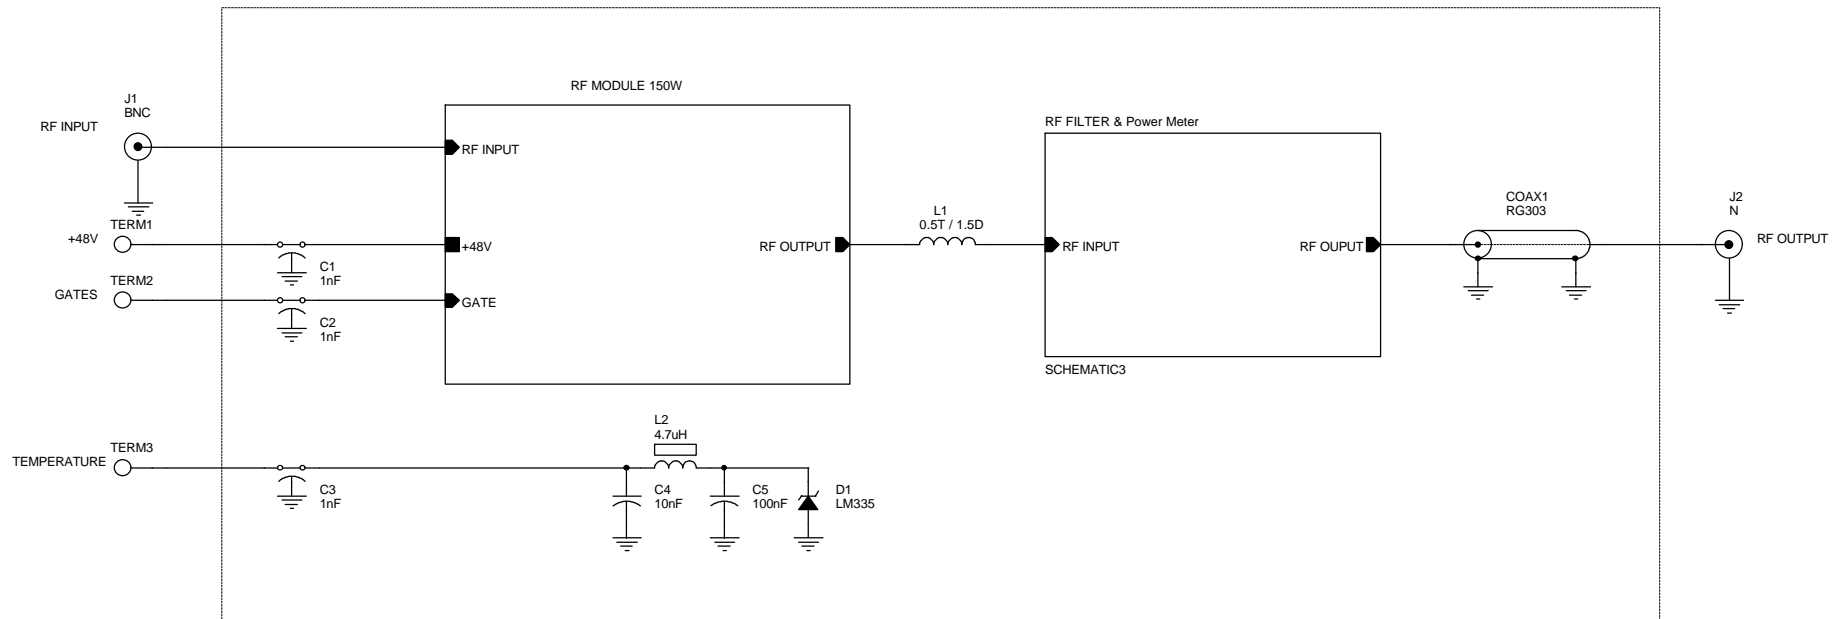 RF MODULE 150W
J1
BNC
RF INPUT
RF INPUT
TERM1
+48V
C1
1nF
+48V
TERM2
GATES
C2
1nF
GATE
RF OUTPUT
L1
0.5T / 1.5D
RF FILTER & Power Meter
RF INPUT
RF OUPUT
SCHEMATIC3
COAX1
RG303
J2
N
RF OUTPUT
TERM3
TEMPERATURE
C3
1nF
L2
4.7uH
C4
10nF
C5
100nF
D1
LM335